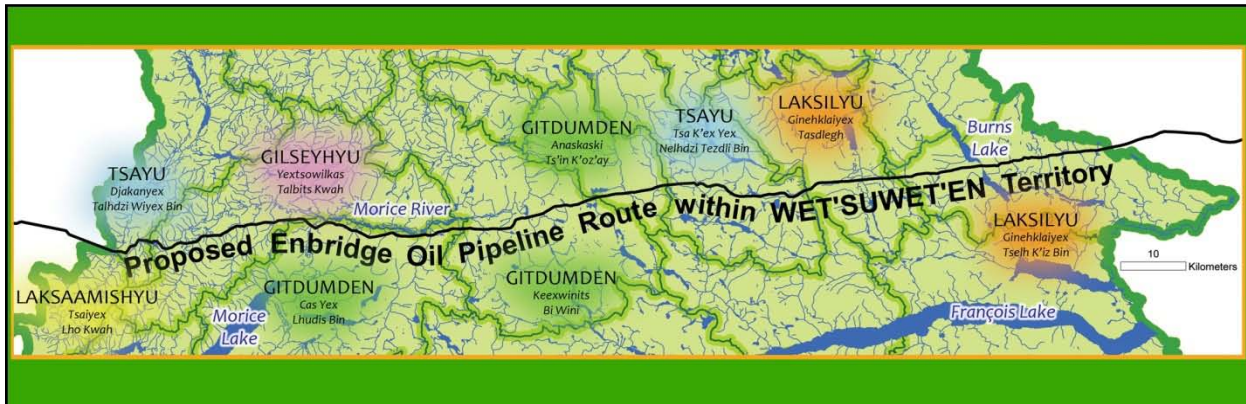 TSAYU
Djakanyex
Talhdzi Wiyex Bin
GILSEYHYU
Yextsowilkas
Talbits Kwah
GITDUMDEN
Anaskaski
Ts'in K'oz'ay
TSAYU
Tsa K'ex Yex
Nelhdzi Tezdli Bin
LAKSILYU
Ginehklaiyex
Tasdlegh
Burns
Lake
Morice River
Proposed Enbridge Oil Pipeline Route within WET'SUWET'EN Territory
LAKSAAMISHYU
Tsaiyex
Lho Kwah
GITDUMDEN
Cas Yex
Lhudis Bin
Morice
Lake
GITDUMDEN
Keexwinits
Bi Wini
LAKSILYU
Ginehklaiyex
Tselh K'iz Bin
François Lake
10
Kilometers